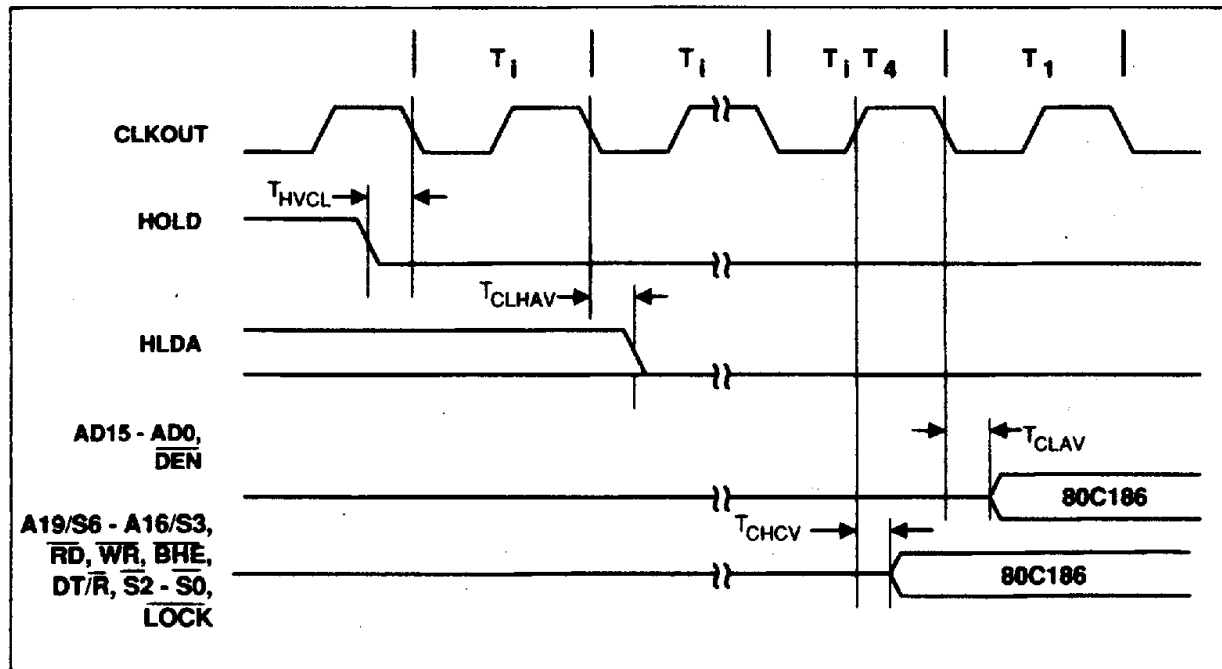 Ti Ti Ti T4 T1
CLKOUT
THVCL
HOLD
TCLHAV
HLDA
AD15 - AD0,
DEN
TCLAV
80C186
A19/S6 - A16/S3,
RD, WR, BHE,
DT/R, S2 - S0,
LOCK
TCHCV
80C186